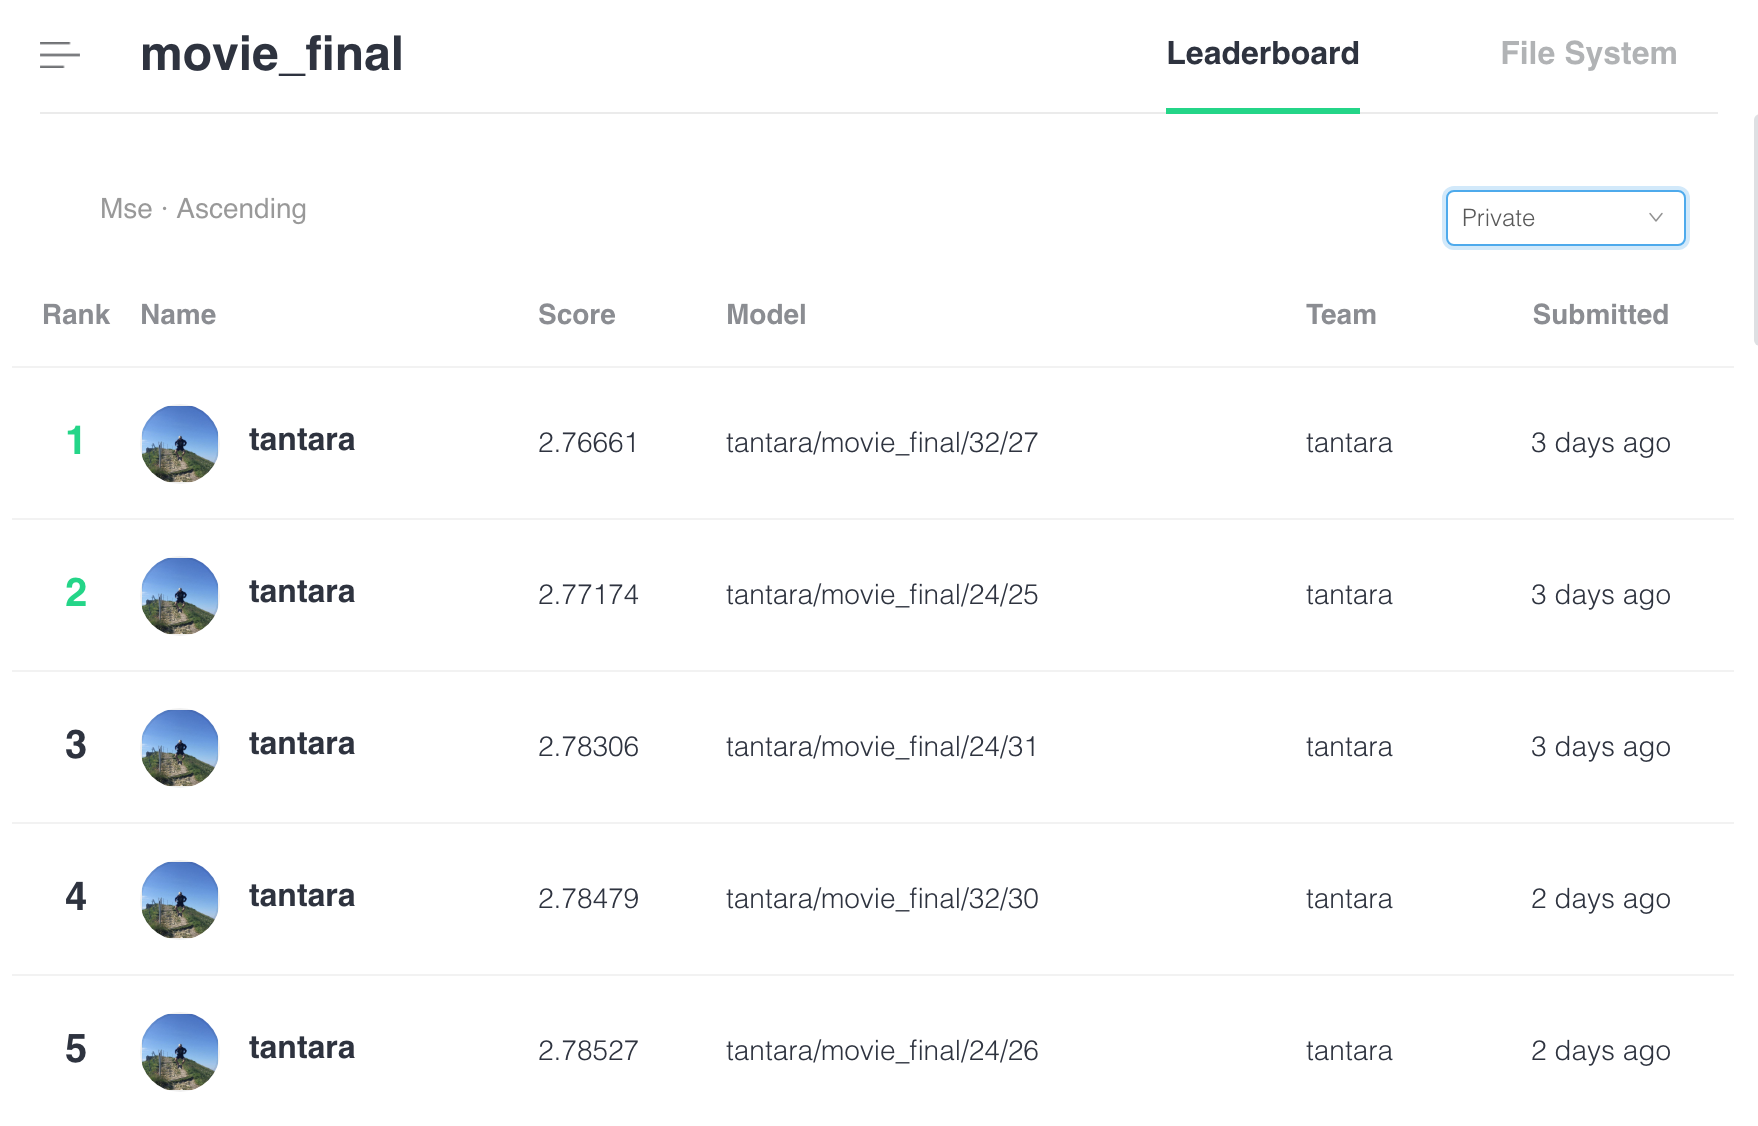 movie_final Leaderboard File System
Mse · Ascending Private
Rank Name Score Model Team Submitted
1 tantara 2.76661 tantara/movie_final/32/27 tantara 3 days ago
2 tantara 2.77174 tantara/movie_final/24/25 tantara 3 days ago
3 tantara 2.78306 tantara/movie_final/24/31 tantara 3 days ago
4 tantara 2.78479 tantara/movie_final/32/30 tantara 2 days ago
5 tantara 2.78527 tantara/movie_final/24/26 tantara 2 days ago